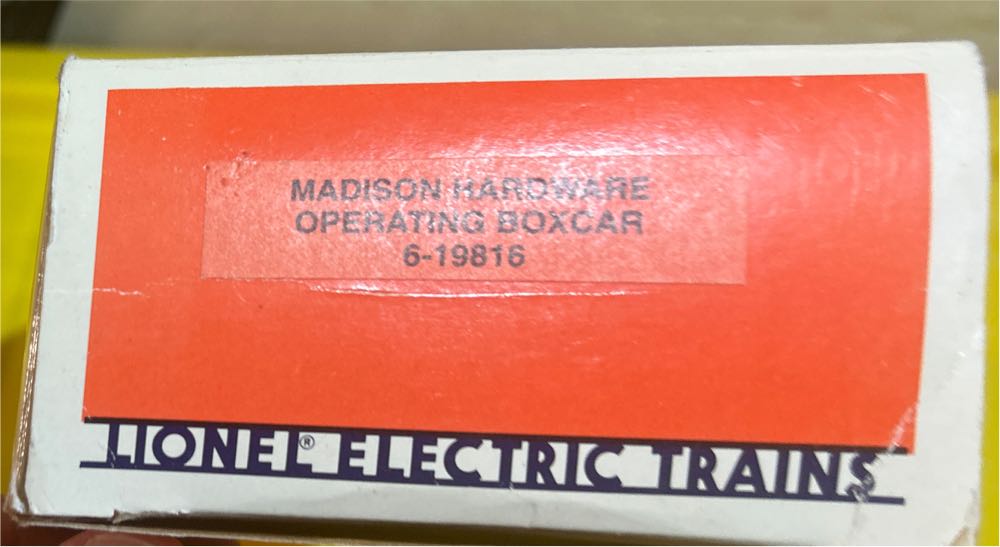 MADISON HARDWARE
OPERATING BOXCAR
6-19816
LIONEL® ELECTRIC TRAINS